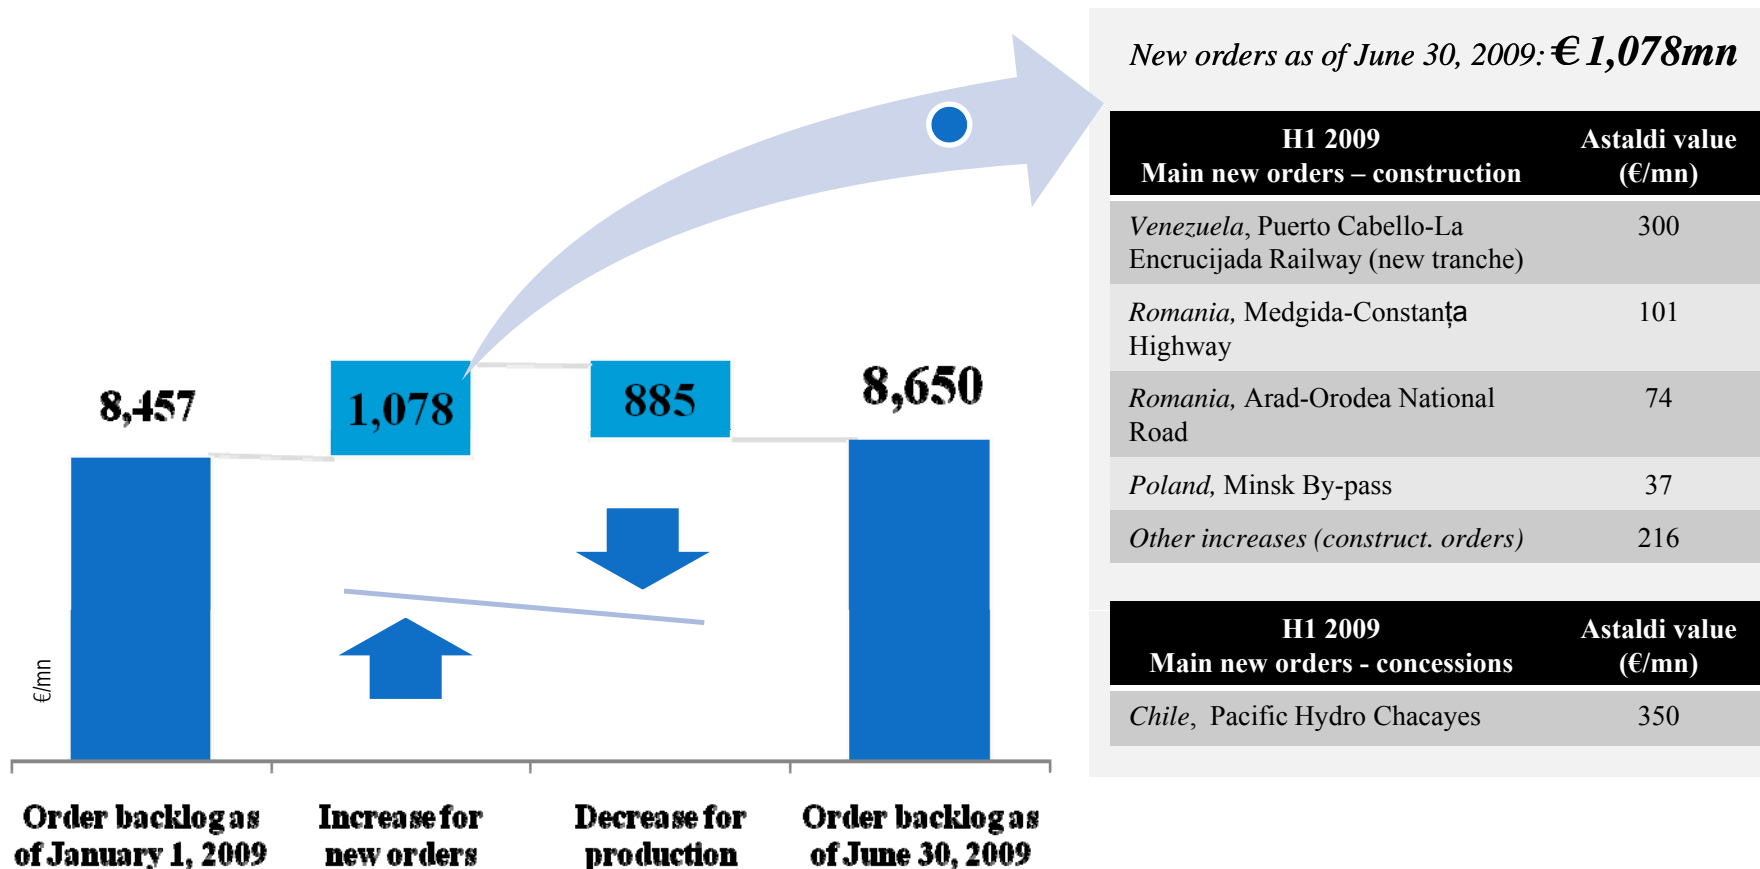 New orders as of June 30, 2009: € 1,078mn
H1 2009
Main new orders – construction
Astaldi value
(€/mn)
Venezuela, Puerto Cabello-La
Encrucijada Railway (new tranche)
300
Romania, Medgida-Constanţa
Highway
101
Romania, Arad-Orodea National
Road
74
Poland, Minsk By-pass
37
Other increases (construct. orders)
216
H1 2009
Main new orders - concessions
Astaldi value
(€/mn)
Chile, Pacific Hydro Chacayes
350
8,457
1,078
885
8,650
€/mn
Order backlog as
of January 1, 2009
Increase for
new orders
Decrease for
production
Order backlog as
of June 30, 2009